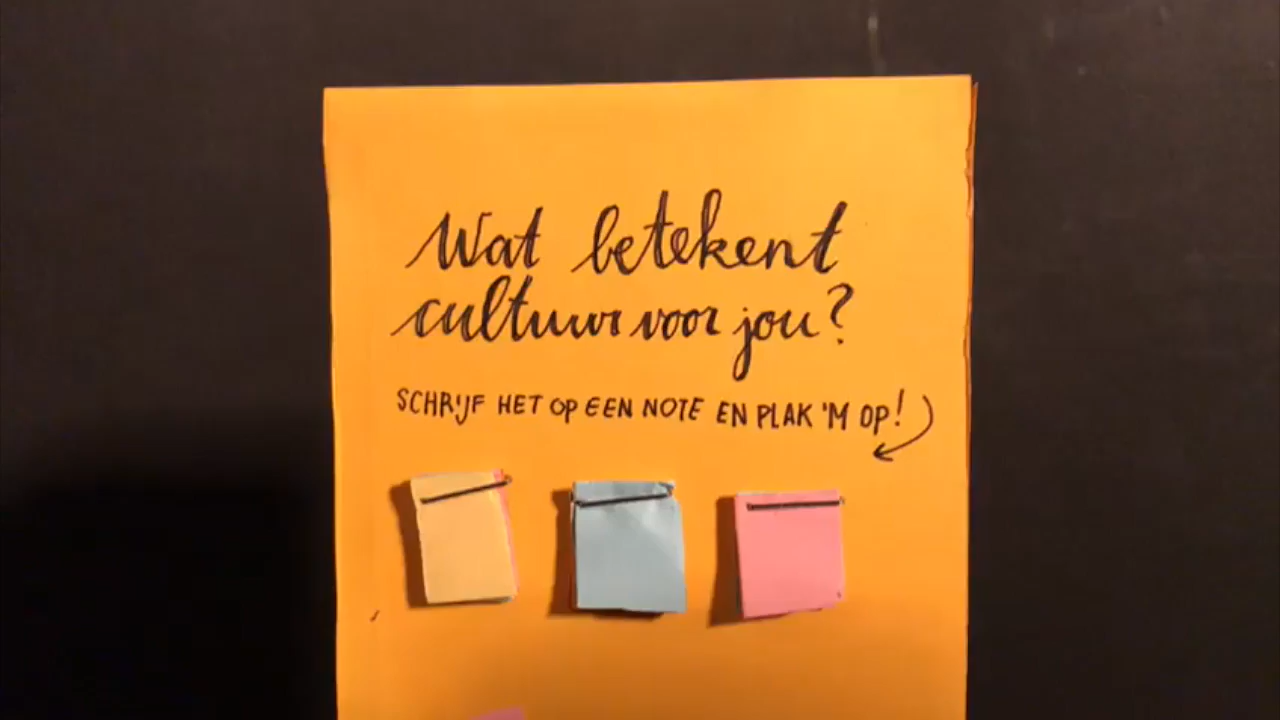 Wat betekent
cultuur voor jou?
SCHRIJF HET OP EEN NOTE EN PLAK 'M OP!